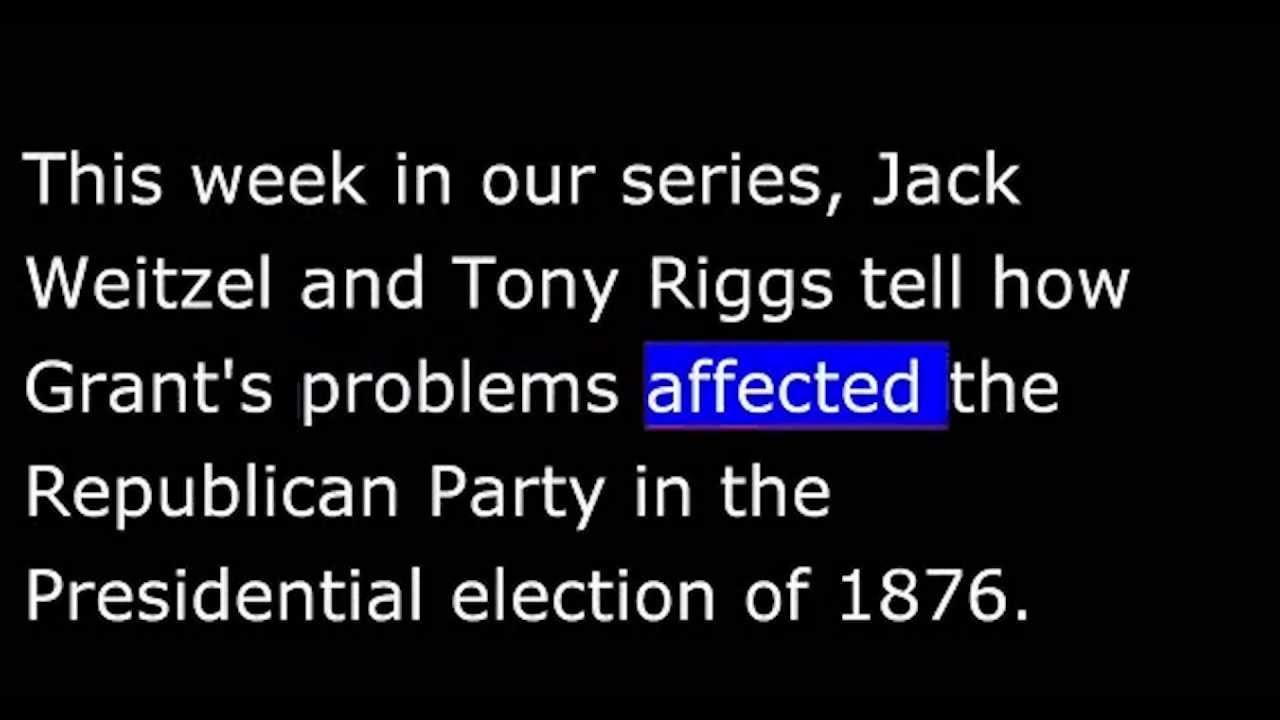 This week in our series, Jack
Weitzel and Tony Riggs tell how
Grant's problems affected the
Republican Party in the
Presidential election of 1876.